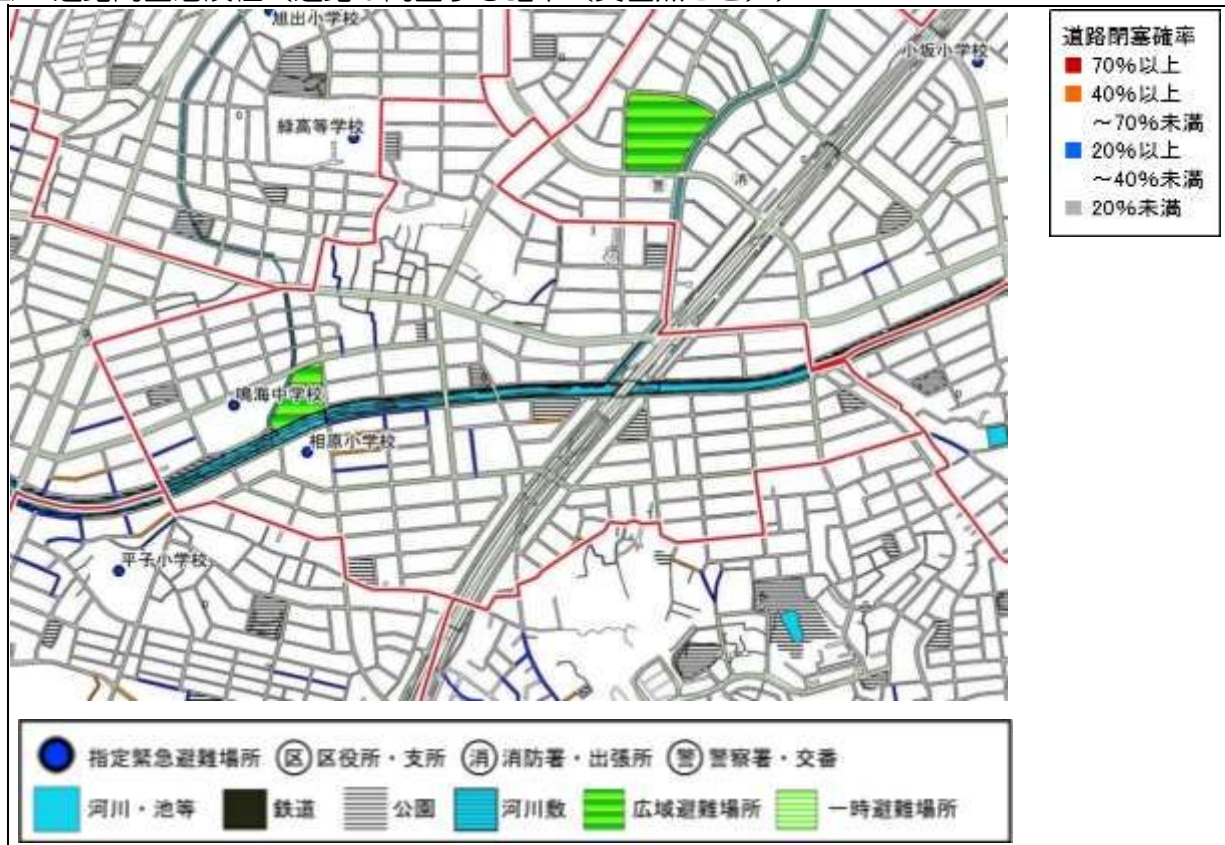 旭出小学校
小坂小学校
緑高等学校
警
消
鳴海中学校
相原小学校
平子小学校
道路閉塞確率
70%以上
40%以上
～70%未満
20%以上
～40%未満
20%未満
指定緊急避難場所 区 区役所・支所 消 消防署・出張所 警 警察署・交番
河川・池等 鉄道 公園 河川敷 広域避難場所 一時避難場所